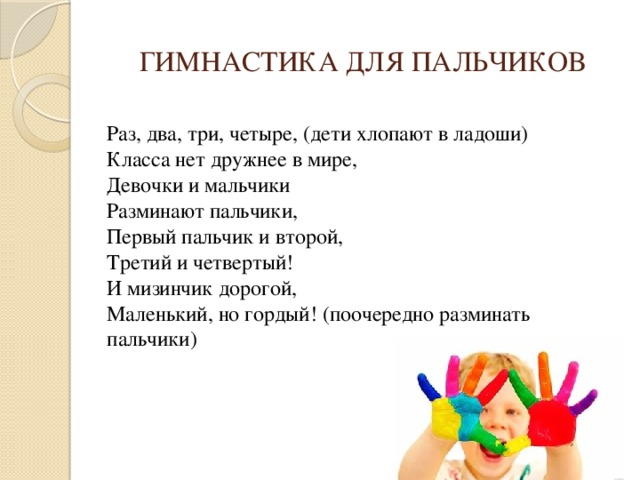 ГИМНАСТИКА ДЛЯ ПАЛЬЧИКОВ
Раз, два, три, четыре, (дети хлопают в ладоши)
Класса нет дружнее в мире,
Девочки и мальчики
Разминают пальчики,
Первый пальчик и второй,
Третий и четвертый!
И мизинчик дорогой,
Маленький, но гордый! (поочередно разминать
пальчики)